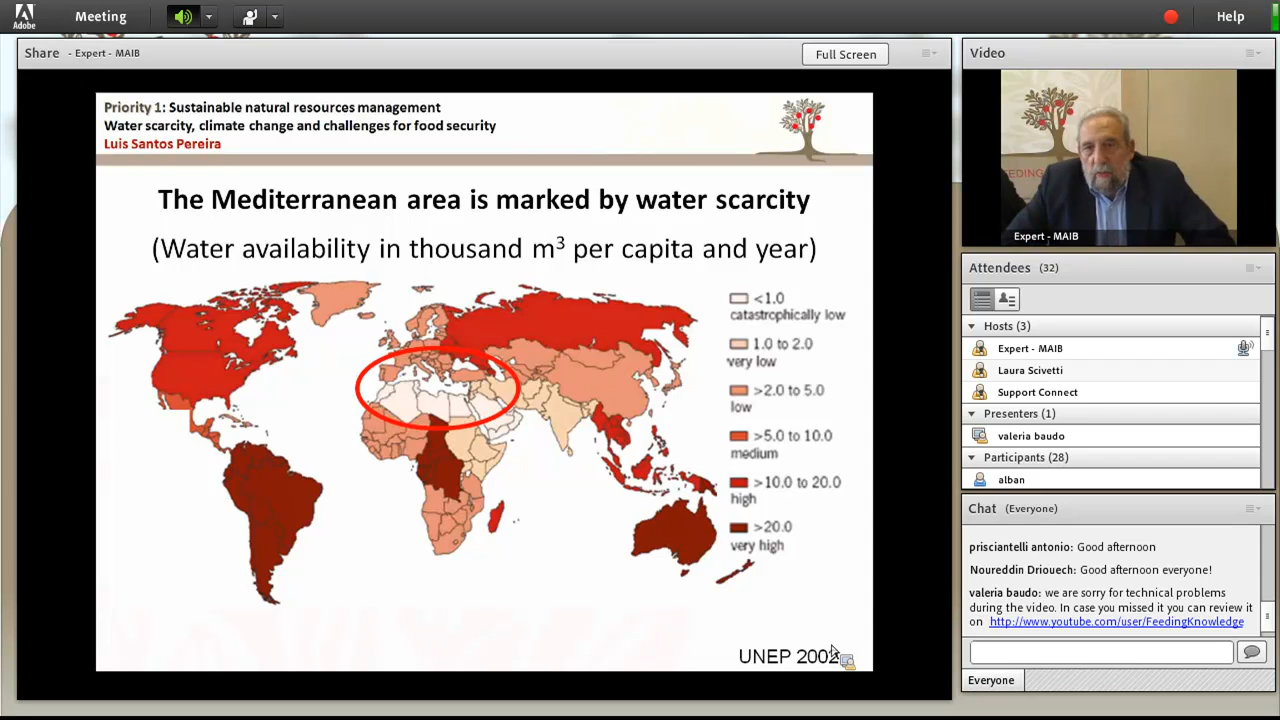 Adobe
Meeting
Help
Share - Expert - MAIB
Full Screen
Priority 1: Sustainable natural resources management
Water scarcity, climate change and challenges for food security
Luis Santos Pereira
The Mediterranean area is marked by water scarcity
(Water availability in thousand m³ per capita and year)
<1.0
catastrophically low
1.0 to 2.0
very low
>2.0 to 5.0
low
>5.0 to 10.0
medium
>10.0 to 20.0
high
>20.0
very high
UNEP 2002
Video
EEDING
Expert - MAIB
Attendees (32)
Hosts (3)
Expert - MAIB
Laura Scivetti
Support Connect
Presenters (1)
valeria baudo
Participants (28)
alban
Chat (Everyone)
prisciantelli antonio: Good afternoon
Noureddin Driouech: Good afternoon everyone!
valeria baudo: we are sorry for technical problems
during the video. In case you missed it you can review it
on http://www.youtube.com/user/FeedingKnowledge
Everyone